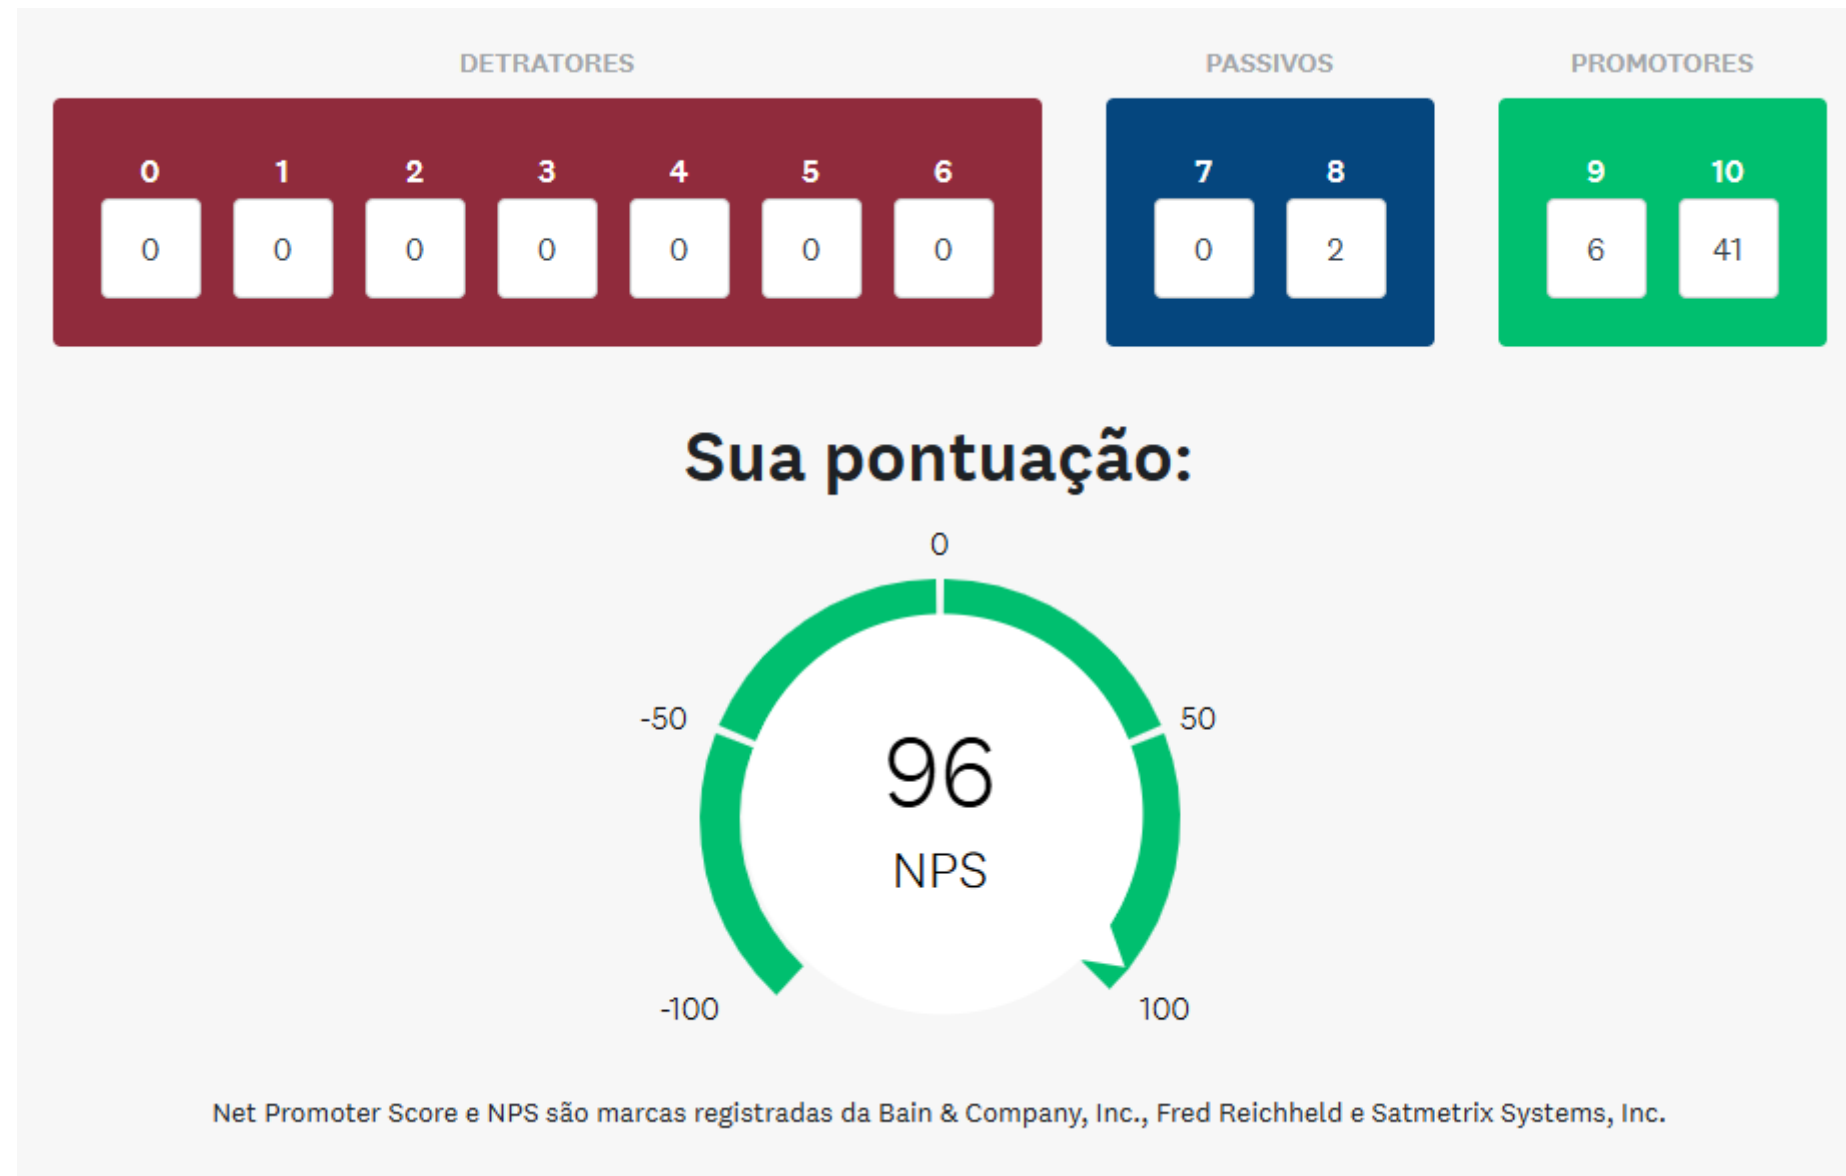 DETRATORES PASSIVOS PROMOTORES
0 1 2 3 4 5 6 7 8 9 10
0 0 0 0 0 0 0 0 2 6 41
Sua pontuação:
0
-50 50
96
NPS
-100 100
Net Promoter Score e NPS são marcas registradas da Bain & Company, Inc., Fred Reichheld e Satmetrix Systems, Inc.